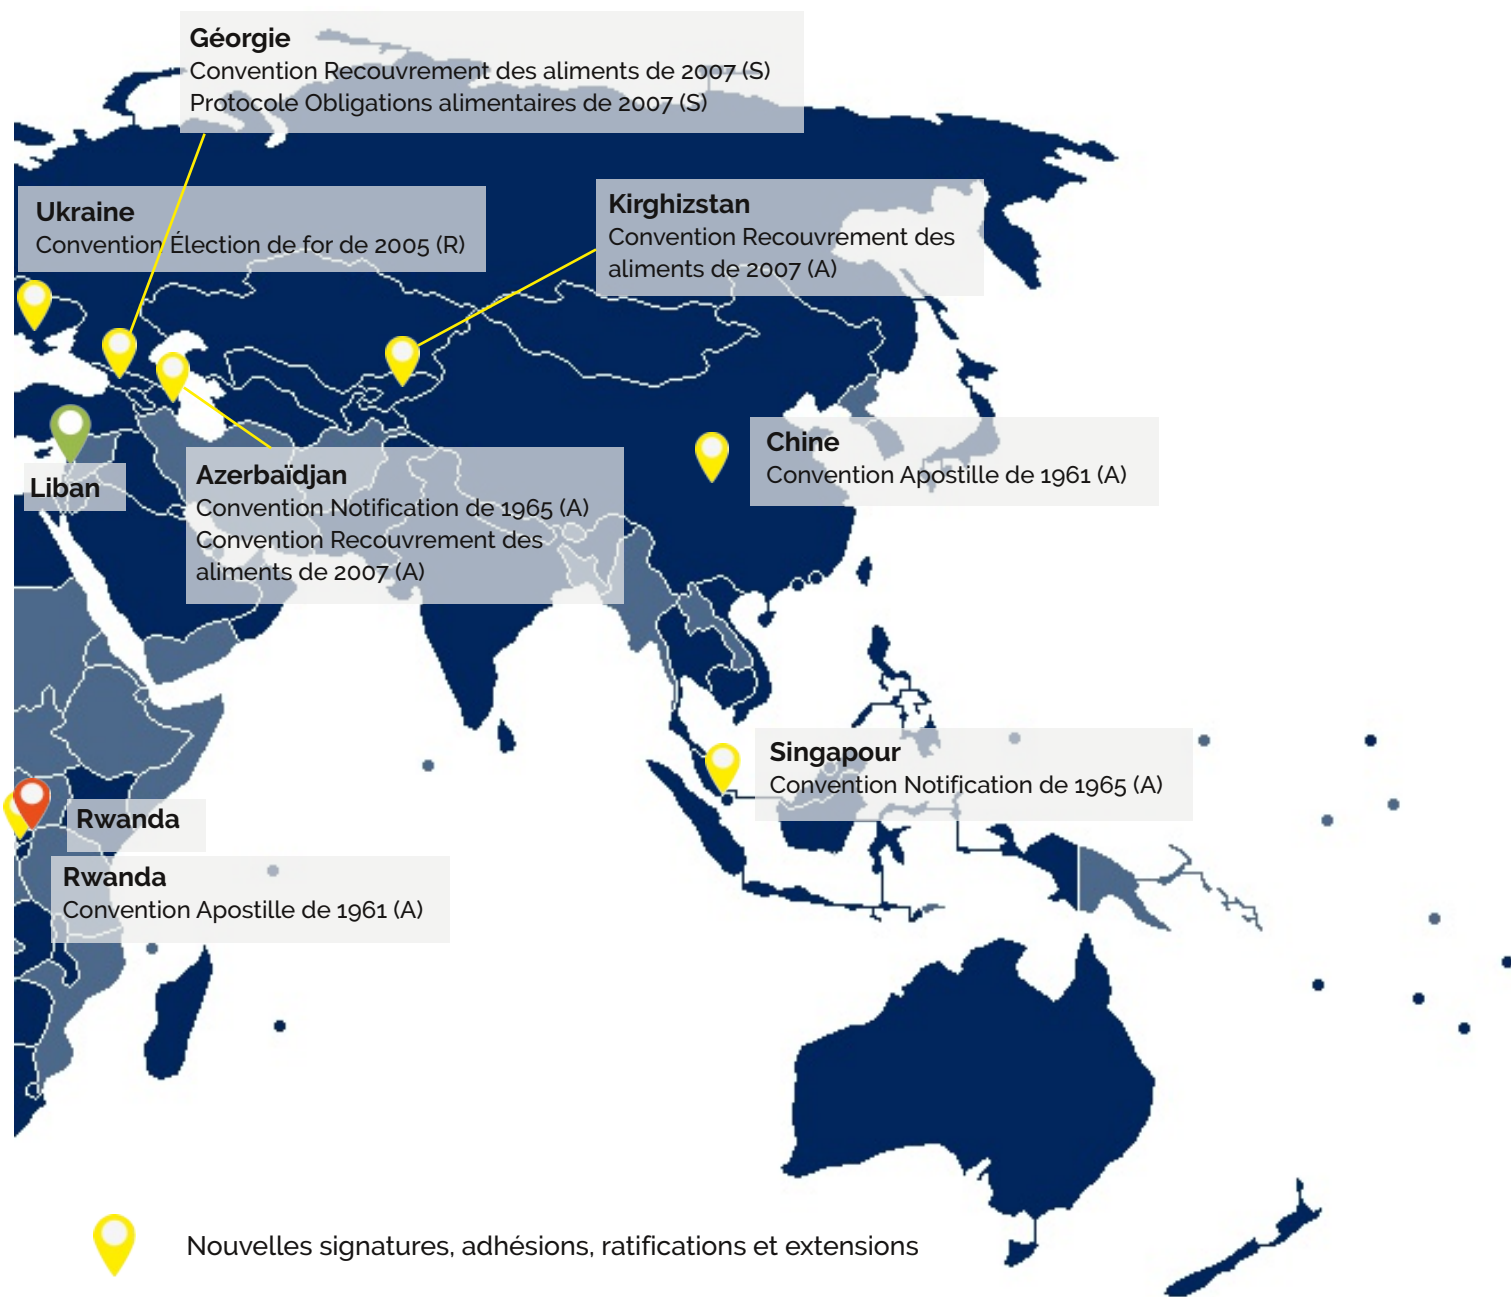 Géorgie
Convention Recouvrement des aliments de 2007 (S)
Protocole Obligations alimentaires de 2007 (S)
Ukraine
Convention Élection de for de 2005 (R)
Kirghizstan
Convention Recouvrement des
aliments de 2007 (A)
Chine
Convention Apostille de 1961 (A)
Liban
Azerbaïdjan
Convention Notification de 1965 (A)
Convention Recouvrement des
aliments de 2007 (A)
Singapour
Convention Notification de 1965 (A)
Rwanda
Rwanda
Convention Apostille de 1961 (A)
Nouvelles signatures, adhésions, ratifications et extensions